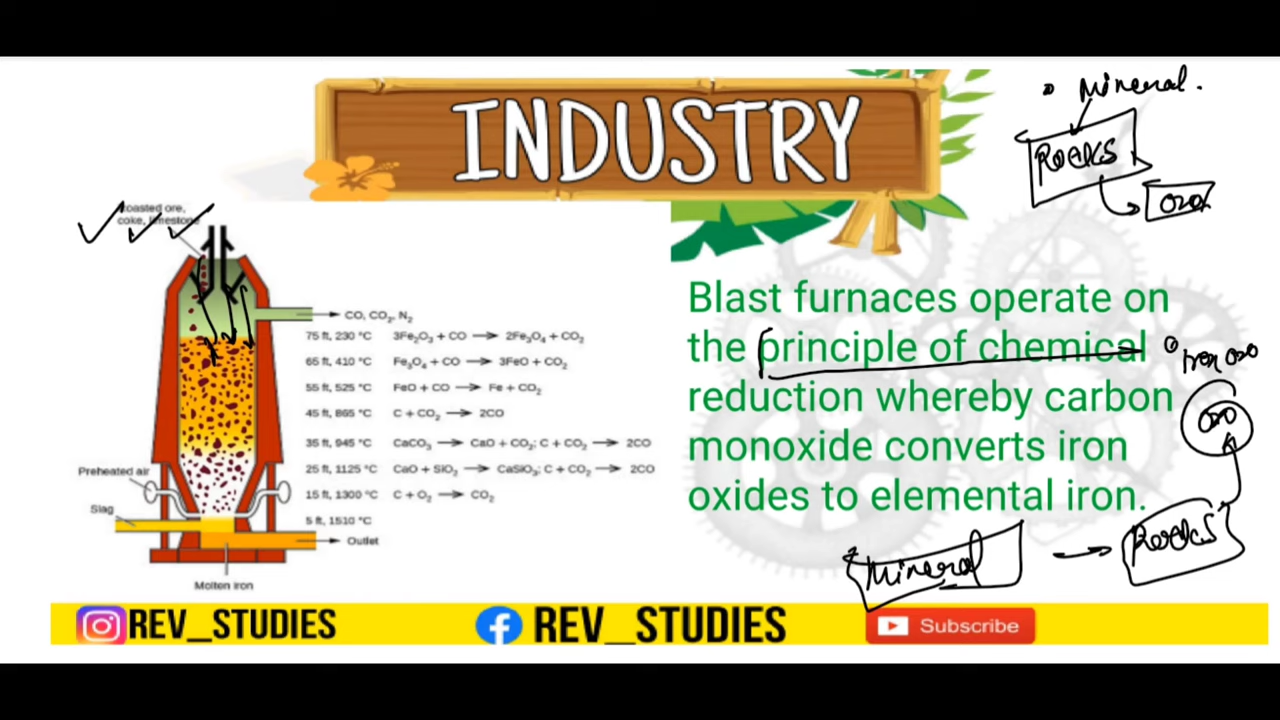 INDUSTRY
Mineral.
Rocks
Roasted ore,
coke, limestone
CO, CO₂, N₂
75 ft, 230 °C 3Fe₂O₃ + CO → 2Fe₃O₄ + CO₂
65 ft, 410 °C Fe₃O₄ + CO → 3FeO + CO₂
55 ft, 525 °C FeO + CO → Fe + CO₂
45 ft, 865 °C C + CO₂ → 2CO
35 ft, 945 °C CaCO₃ → CaO + CO₂; C + CO₂ → 2CO
25 ft, 1125 °C CaO + SiO₂ → CaSiO₃; C + CO₂ → 2CO
15 ft, 1300 °C C + O₂ → CO₂
5 ft, 1510 °C
Preheated air
Slag
Outlet
Molten iron
Blast furnaces operate on
the principle of chemical
reduction whereby carbon
monoxide converts iron
oxides to elemental iron.
iron
Mineral → Rocks
REV_STUDIES
REV_STUDIES
Subscribe